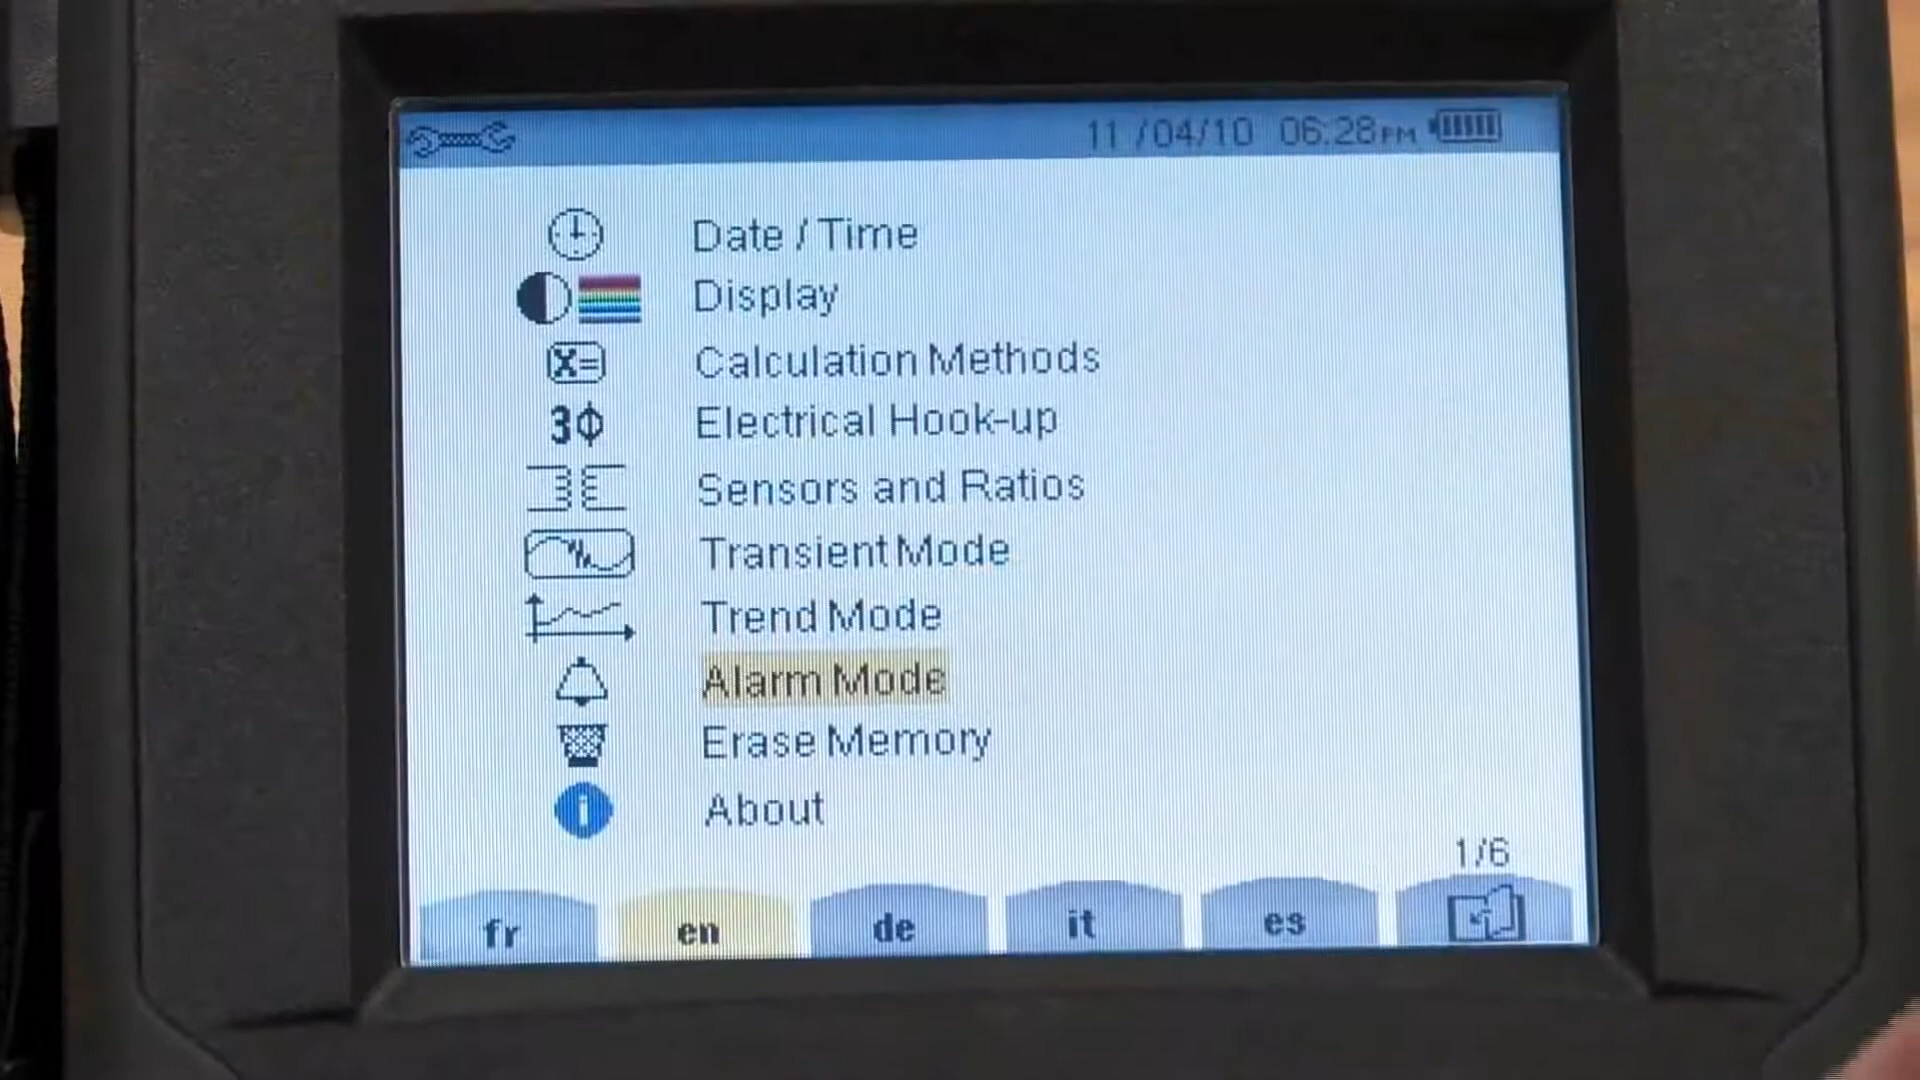 11 /04/10 06:28PM
Date / Time
Display
X= Calculation Methods
3Φ Electrical Hook-up
Sensors and Ratios
Transient Mode
Trend Mode
Alarm Mode
Erase Memory
i About
1/6
fr en de it es